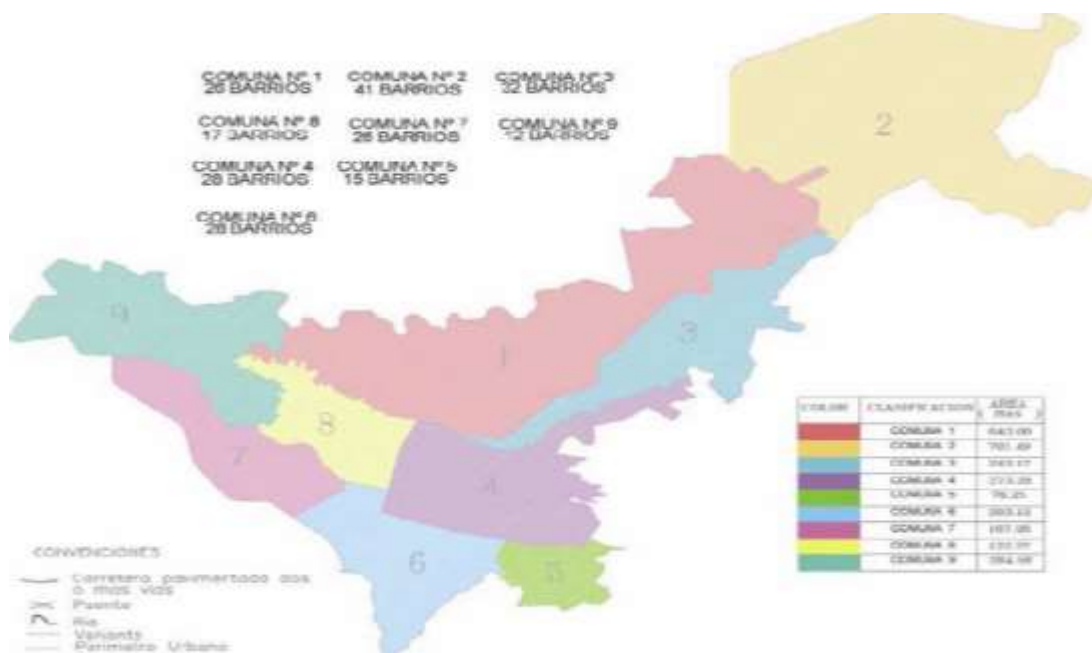 COMUNA Nº 1 COMUNA Nº 2 COMUNA Nº 3
26 BARRIOS 41 BARRIOS 32 BARRIOS
COMUNA Nº 8 COMUNA Nº 7 COMUNA Nº 9
17 BARRIOS 26 BARRIOS 12 BARRIOS
COMUNA Nº 4 COMUNA Nº 5
28 BARRIOS 15 BARRIOS
COMUNA Nº 6
28 BARRIOS
2
9
1
3
8
7
4
6
5
COLOR CLASIFICACION AREA
COMUNA 1
COMUNA 2
COMUNA 3
COMUNA 4
COMUNA 5
COMUNA 6
COMUNA 7
COMUNA 8
COMUNA 9
CONVENCIONES
Carretera pavimentada dos
o mas vias
Puente
Rio
Variante
Perimetro Urbano